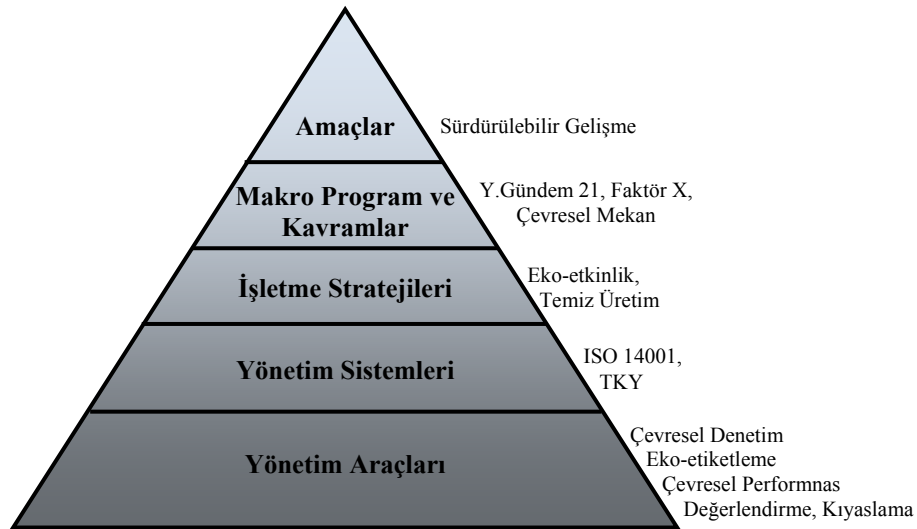 Amaçlar
Sürdürülebilir Gelişme
Makro Program ve
Kavramlar
Y.Gündem 21, Faktör X,
Çevresel Mekan
İşletme Stratejileri
Eko-etkinlik,
Temiz Üretim
Yönetim Sistemleri
ISO 14001,
TKY
Yönetim Araçları
Çevresel Denetim
Eko-etiketleme
Çevresel Performnas
Değerlendirme, Kıyaslama